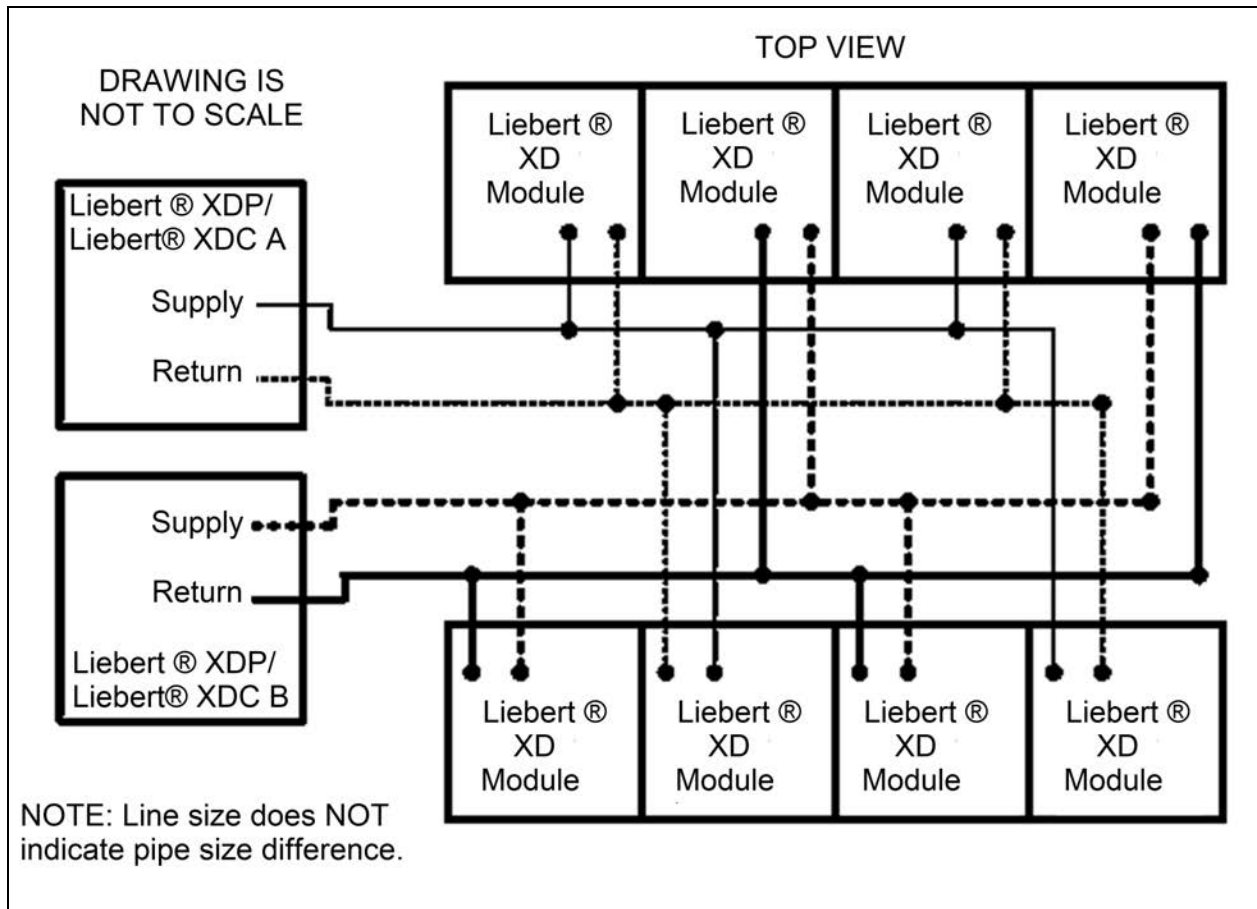 TOP VIEW
DRAWING IS
NOT TO SCALE
Liebert ® XDP/
Liebert® XDC A
Supply
Return
Liebert ®
XD
Module
Liebert ®
XD
Module
Liebert ®
XD
Module
Liebert ®
XD
Module
Supply
Return
Liebert ® XDP/
Liebert® XDC B
Liebert ®
XD
Module
Liebert ®
XD
Module
Liebert ®
XD
Module
Liebert ®
XD
Module
NOTE: Line size does NOT
indicate pipe size difference.